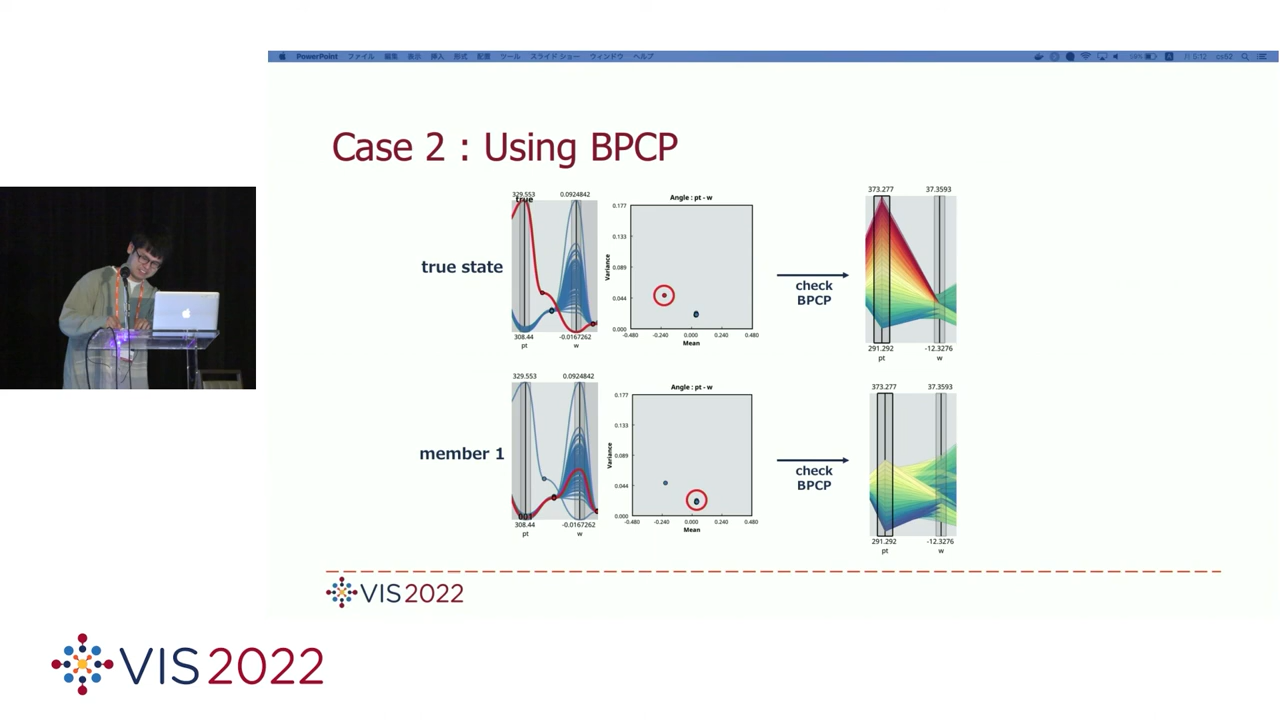 PowerPoint ファイル 編集 表示 挿入 形式 配置 ツール スライド ショー ウィンドウ ヘルプ
Case 2 : Using BPCP
true state
329.553 0.0924842
true
308.44 -0.0167262
pt w
Angle : pt - w
Variance
0.177
0.133
0.089
0.044
0.000
-0.480 -0.240 0.000 0.240 0.480
Mean
check
BPCP
373.277 37.3593
291.292 -12.3276
pt w
member 1
329.553 0.0924842
001
308.44 -0.0167262
pt w
Angle : pt - w
Variance
0.177
0.133
0.089
0.044
0.000
-0.480 -0.240 0.000 0.240 0.480
Mean
check
BPCP
373.277 37.3593
291.292 -12.3276
pt w
VIS2022
VIS2022